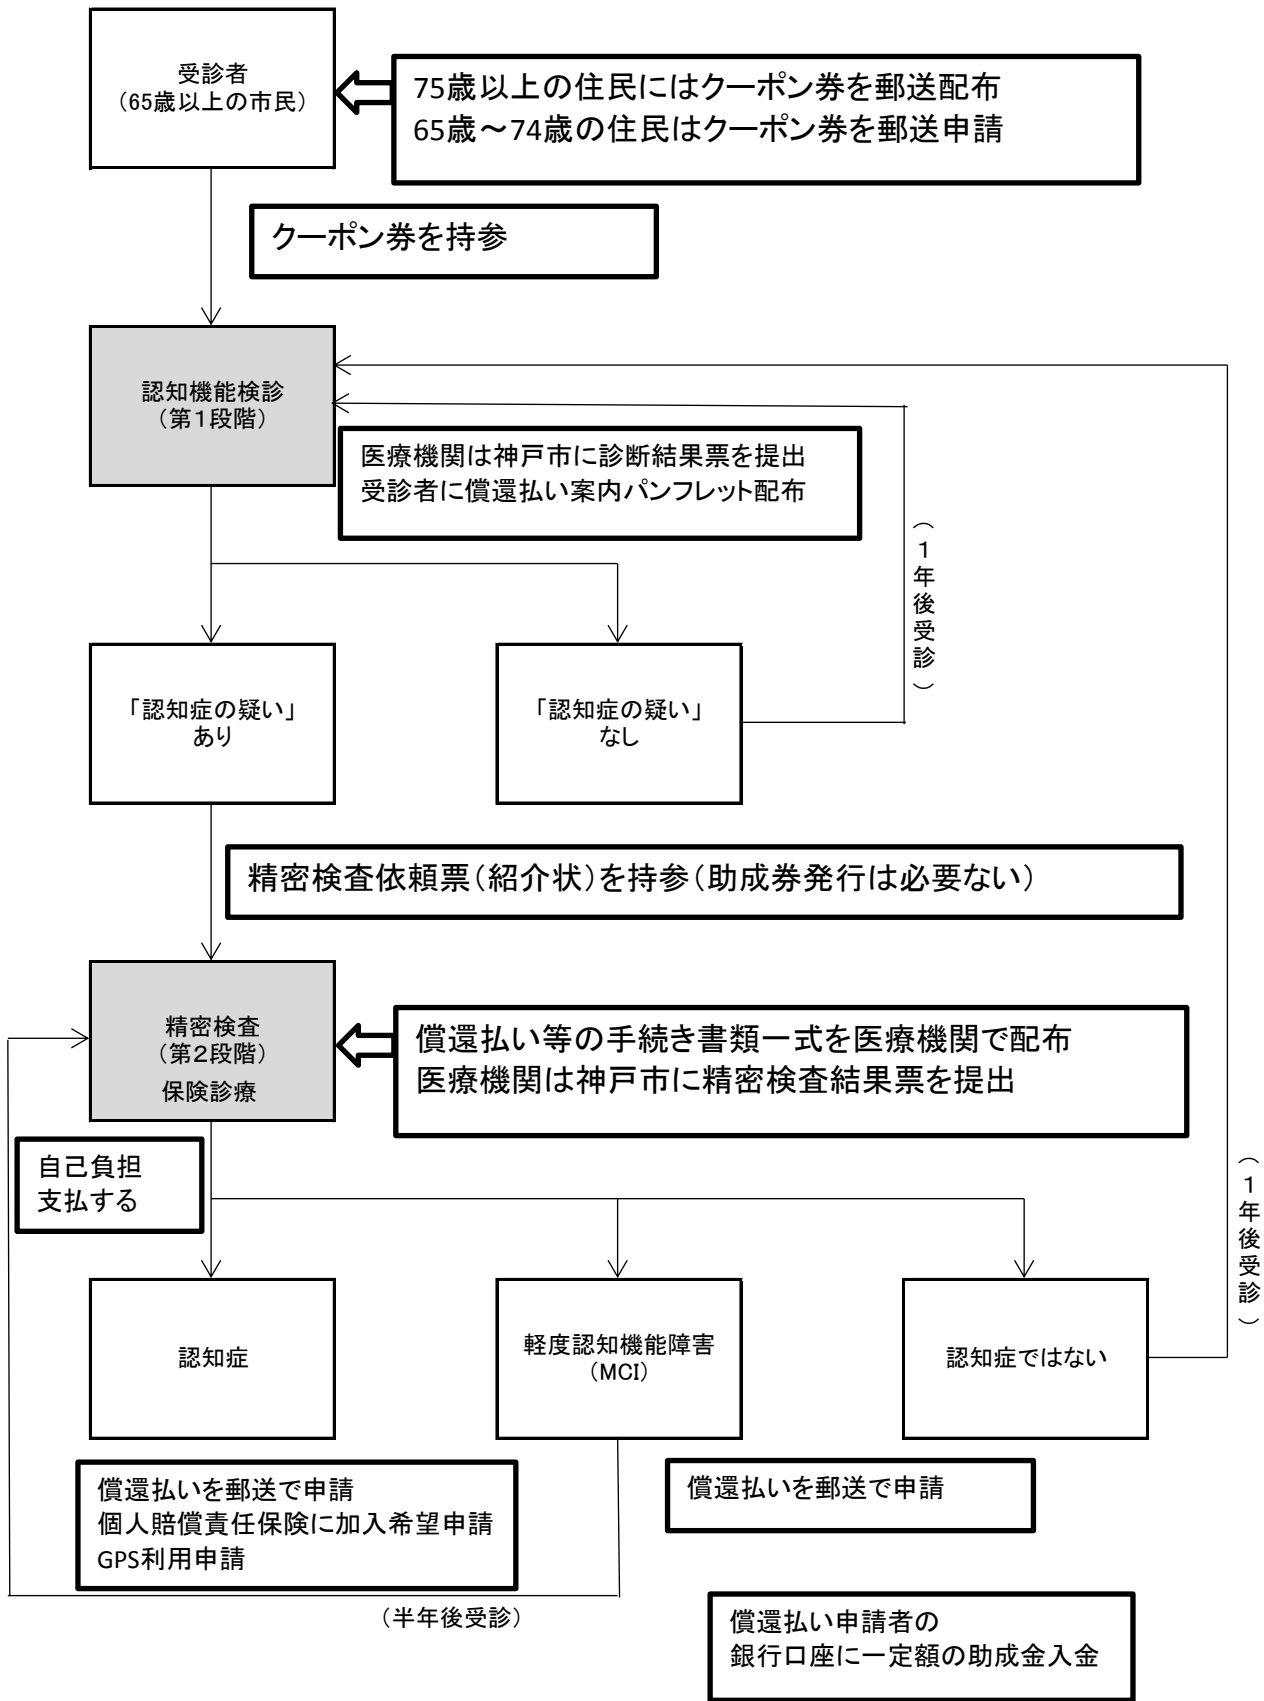 受診者
（65歳以上の市民）
75歳以上の住民にはクーポン券を郵送配布
65歳～74歳の住民はクーポン券を郵送申請
クーポン券を持参
認知機能検診
（第１段階）
医療機関は神戸市に診断結果票を提出
受診者に償還払い案内パンフレット配布
（１年後受診）
「認知症の疑い」
あり
「認知症の疑い」
なし
精密検査依頼票（紹介状）を持参（助成券発行は必要ない）
精密検査
（第２段階）
保険診療
償還払い等の手続き書類一式を医療機関で配布
医療機関は神戸市に精密検査結果票を提出
自己負担
支払する
（１年後受診）
認知症
軽度認知機能障害
（MCI）
認知症ではない
償還払いを郵送で申請
個人賠償責任保険に加入希望申請
GPS利用申請
償還払いを郵送で申請
（半年後受診）
償還払い申請者の
銀行口座に一定額の助成金入金